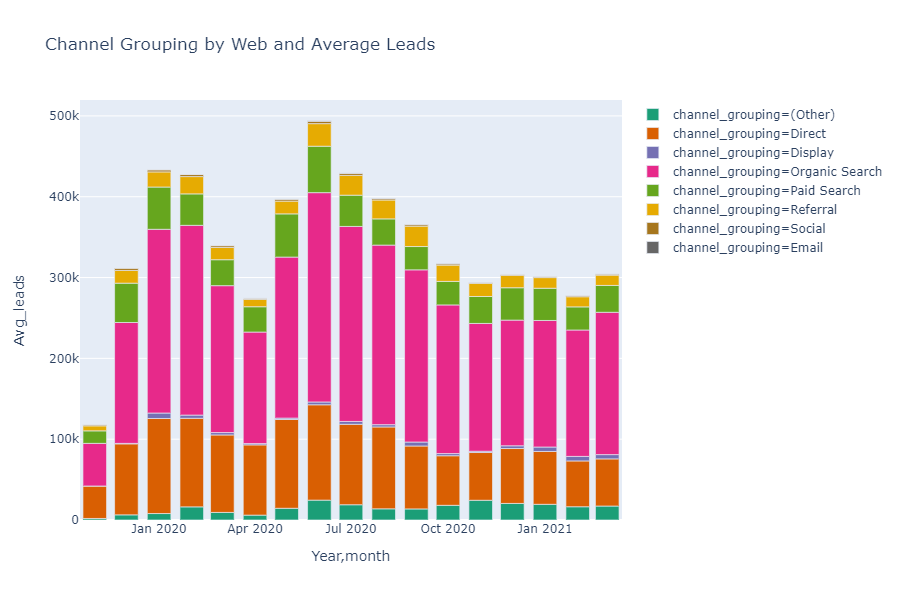 Channel Grouping by Web and Average Leads
500k
400k
300k
200k
100k
0
Avg_leads
Jan 2020
Apr 2020
Jul 2020
Oct 2020
Jan 2021
Year,month
channel_grouping=(Other)
channel_grouping=Direct
channel_grouping=Display
channel_grouping=Organic Search
channel_grouping=Paid Search
channel_grouping=Referral
channel_grouping=Social
channel_grouping=Email